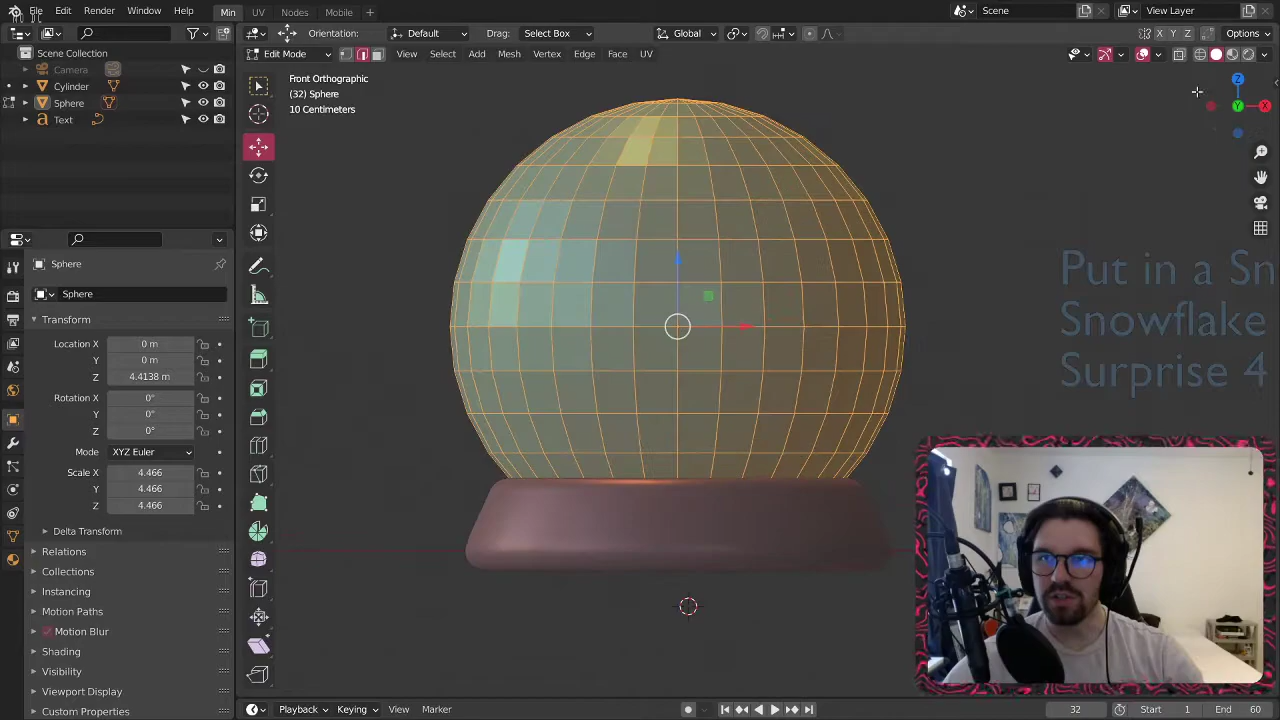 File Edit Render Window Help Min UV Nodes Mobile + Scene View Layer
Orientation: Default Drag: Select Box Global X Y Z Options
Edit Mode View Select Add Mesh Vertex Edge Face UV
Scene Collection
Camera
Cylinder
Sphere
Text
Front Orthographic
(32) Sphere
10 Centimeters
Z
Y
X
Put in a Sn
Snowflake
Surprise 4
Sphere
Sphere
Transform
Location X 0 m
Y 0 m
Z 4.4138 m
Rotation X 0°
Y 0°
Z 0°
Mode XYZ Euler
Scale X 4.466
Y 4.466
Z 4.466
Delta Transform
Relations
Collections
Instancing
Motion Paths
Motion Blur
Shading
Visibility
Viewport Display
Custom Properties
Playback Keying View Marker 32 Start 1 End 60